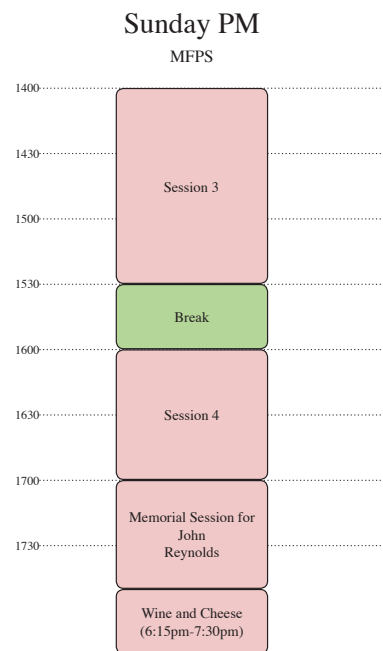 Sunday PM
MFPS
1400
1430
Session 3
1500
1530
Break
1600
1630
Session 4
1700
Memorial Session for
John
Reynolds
1730
Wine and Cheese
(6:15pm-7:30pm)